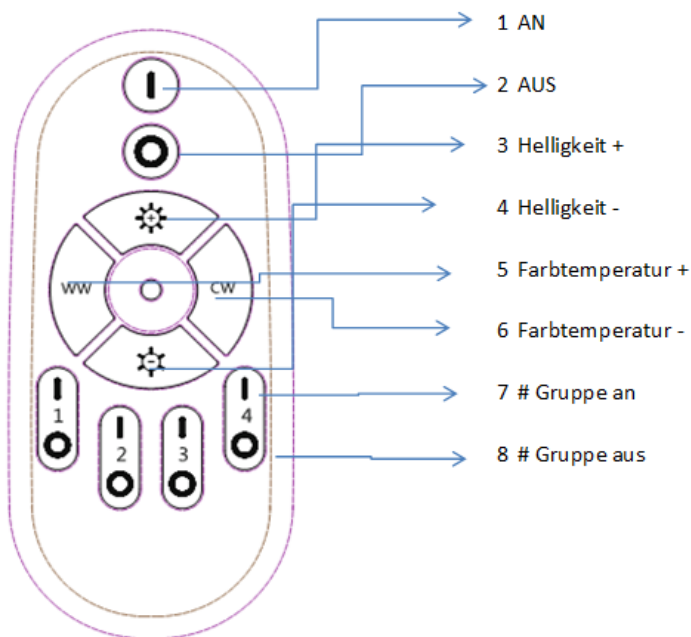 1 AN
2 AUS
3 Helligkeit +
4 Helligkeit -
5 Farbtemperatur +
6 Farbtemperatur -
7 # Gruppe an
8 # Gruppe aus
WW
CW
1
2
3
4